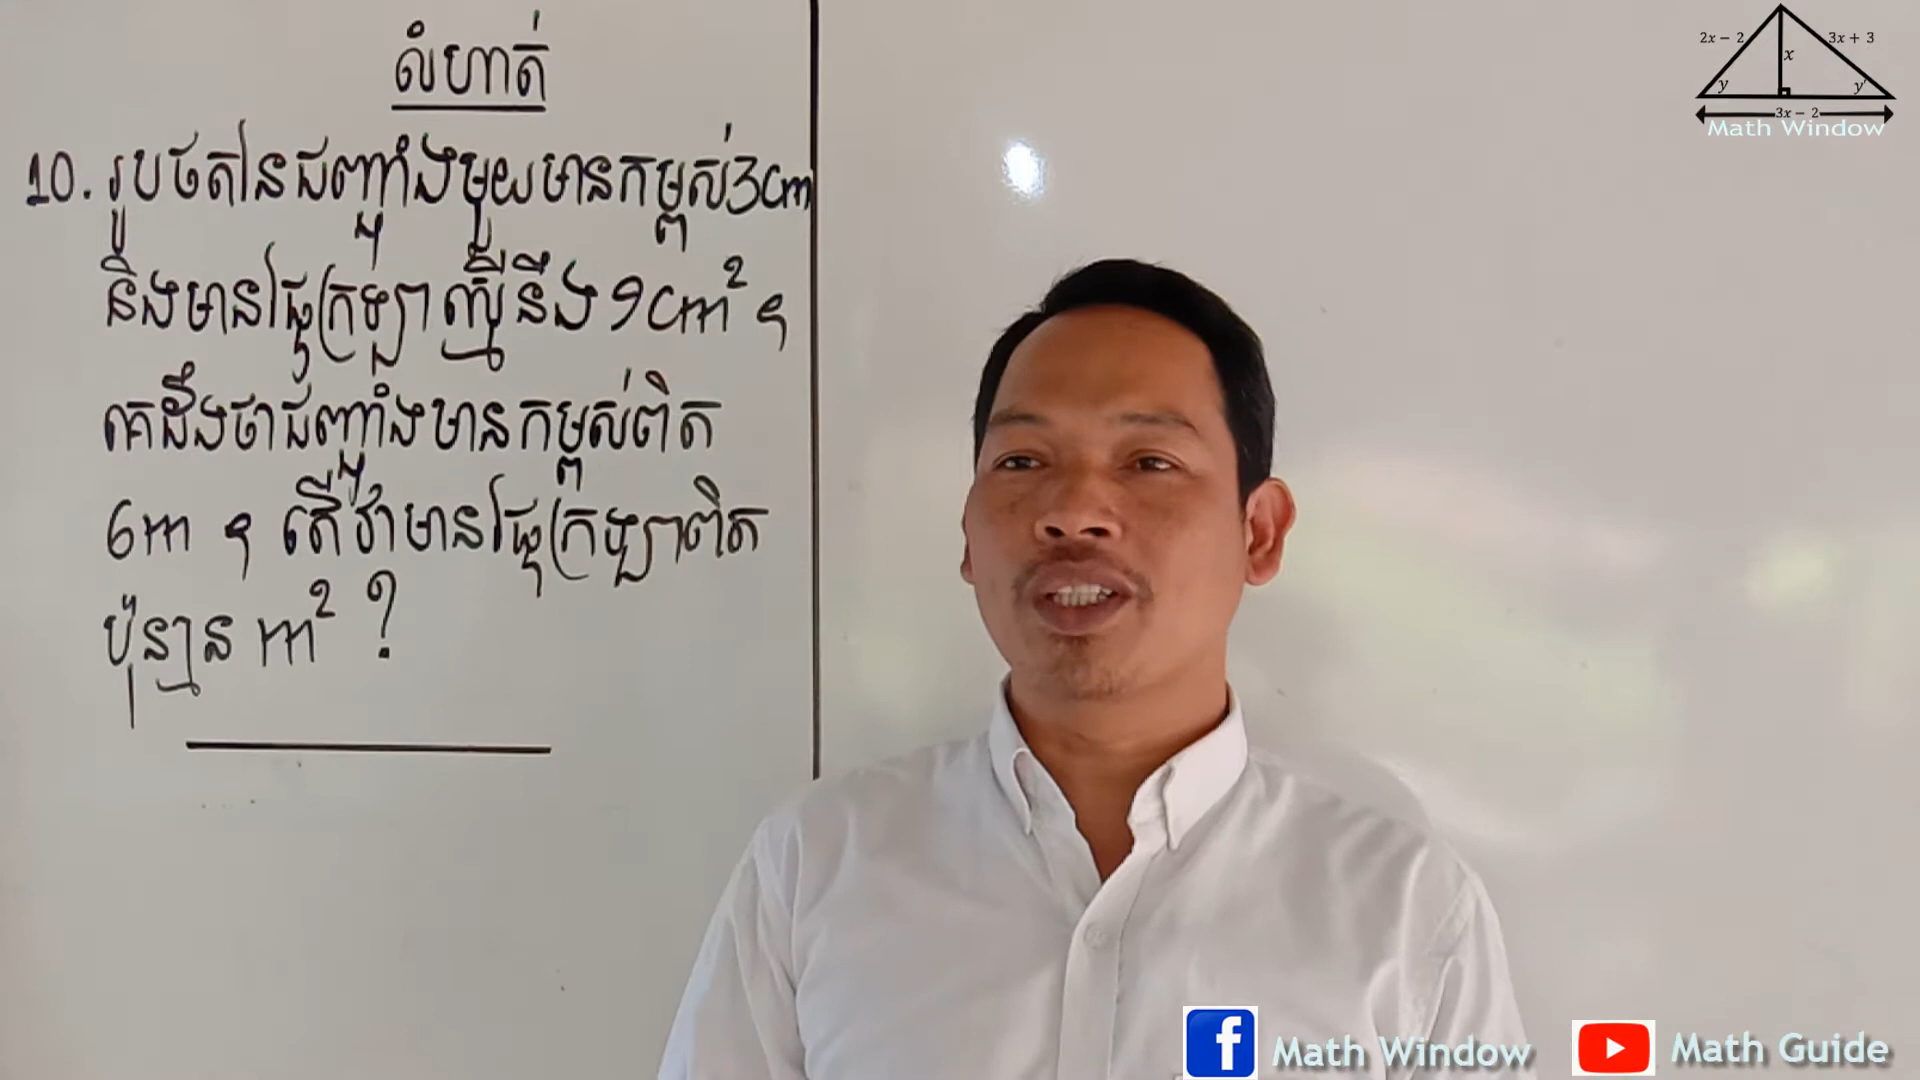 លំហាត់
10. រូបថតនៃជញ្ជាំងមួយមានកម្ពស់ 3cm
និងមានផ្ទៃក្រឡាស្មើនឹង 9cm² ។
គេដឹងថាជញ្ជាំងមានកម្ពស់ពិត
6m ។ តើវាមានផ្ទៃក្រឡាពិត
ប៉ុន្មាន m² ?
2x − 2
3x + 3
x
y
y'
3x − 2
Math Window
Math Window
Math Guide